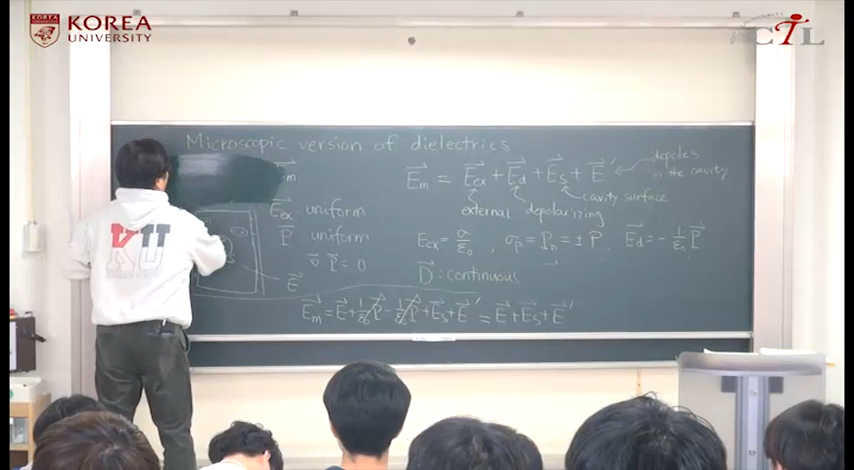 KOREA
UNIVERSITY
CTL
KU
Microscopic version of dielectrics
E⃗m = E⃗ex + E⃗d + E⃗s + E⃗′
dipoles in the cavity
cavity surface
external depolarizing
E⃗ex uniform
P⃗ uniform
∇⃗ P⃗ = 0
Eex = σ/ε₀ , σp = Pn = ± P , E⃗d = - 1/ε₀ P⃗
D⃗ : continuous
E⃗
E⃗m = E⃗ + 1/ε₀ P⃗ - 1/ε₀ P⃗ + E⃗s + E⃗′ = E⃗ + E⃗s + E⃗′